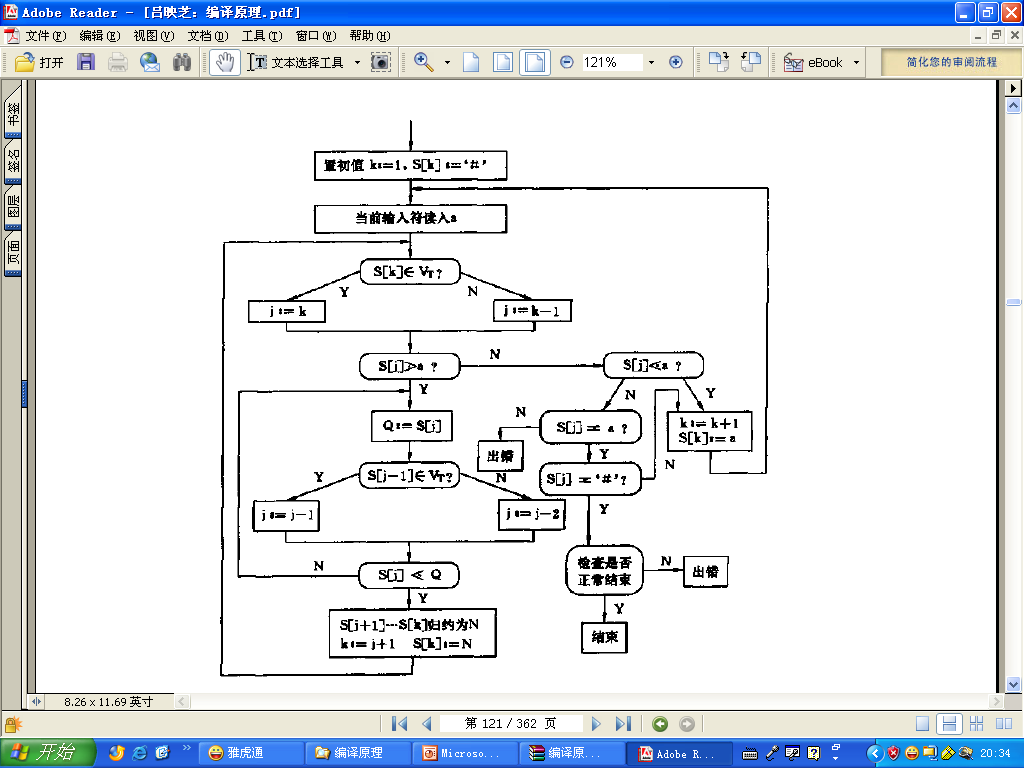 Adobe Reader - [吕映芝：编译原理.pdf]
文件(F) 编辑(E) 视图(V) 文档(D) 工具(T) 窗口(W) 帮助(H)
打开 文本选择工具 121% eBook 简化您的审阅流程
书签
签名
图层
页面
置初值 k:=1, S[k]:='#'
当前输入符读入a
S[k]∈VT?
Y
N
j:=k
j:=k-1
S[j]⋗a ?
N
S[j]⋖a ?
Y
N
Y
Q:=S[j]
N
S[j]≖a ?
k:=k+1
S[k]:=a
出错
Y
N
S[j-1]∈VT?
Y
N
S[j] ='#'?
j:=j-1
j:=j-2
Y
N
S[j] ⋖ Q
检查是否
正常结束
N
出错
Y
Y
S[j+1]…S[k]归约为N
k:=j+1 S[k]:=N
结束
8.26 x 11.69 英寸
第 121 / 362 页
开始 雅虎通 编译原理 Microso... 编译原... Adobe R... 20:34